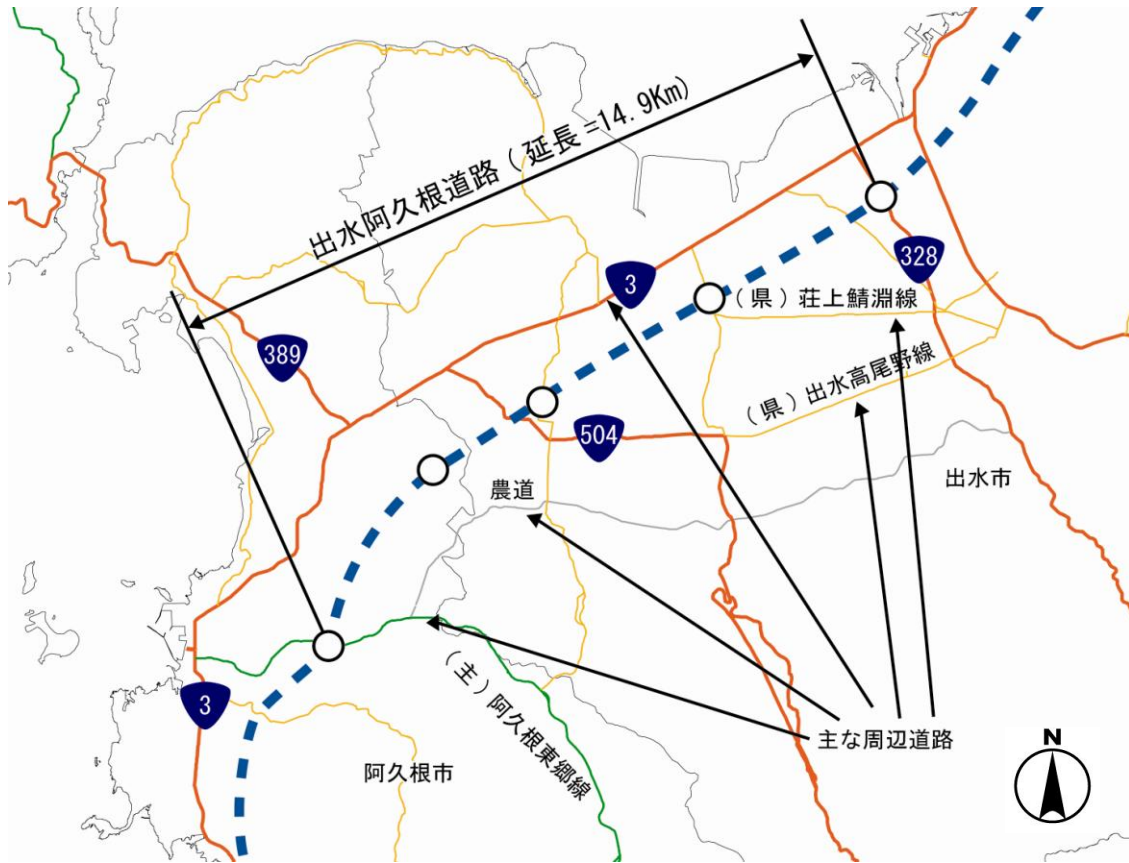 出水阿久根道路(延長=14.9Km)
328
3
(県)荘上鯖淵線
389
(県)出水高尾野線
504
農道
出水市
(主)阿久根東郷線
3
主な周辺道路
阿久根市
N